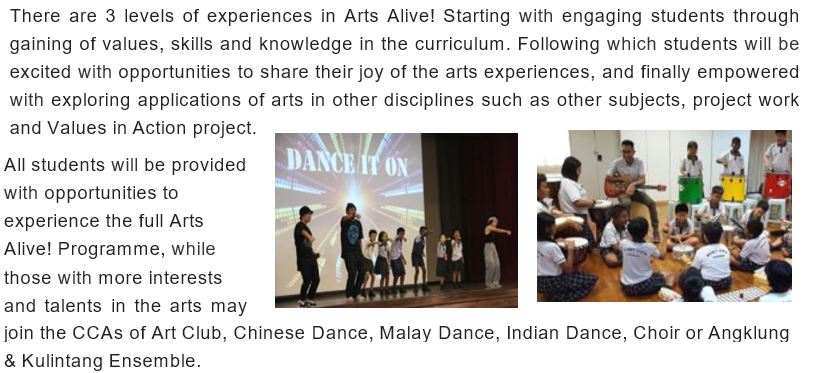 There are 3 levels of experiences in Arts Alive! Starting with engaging students through
gaining of values, skills and knowledge in the curriculum. Following which students will be
excited with opportunities to share their joy of the arts experiences, and finally empowered
with exploring applications of arts in other disciplines such as other subjects, project work
and Values in Action project.
All students will be provided
with opportunities to
experience the full Arts
Alive! Programme, while
those with more interests
and talents in the arts may
join the CCAs of Art Club, Chinese Dance, Malay Dance, Indian Dance, Choir or Angklung
& Kulintang Ensemble.
DANCE IT ON